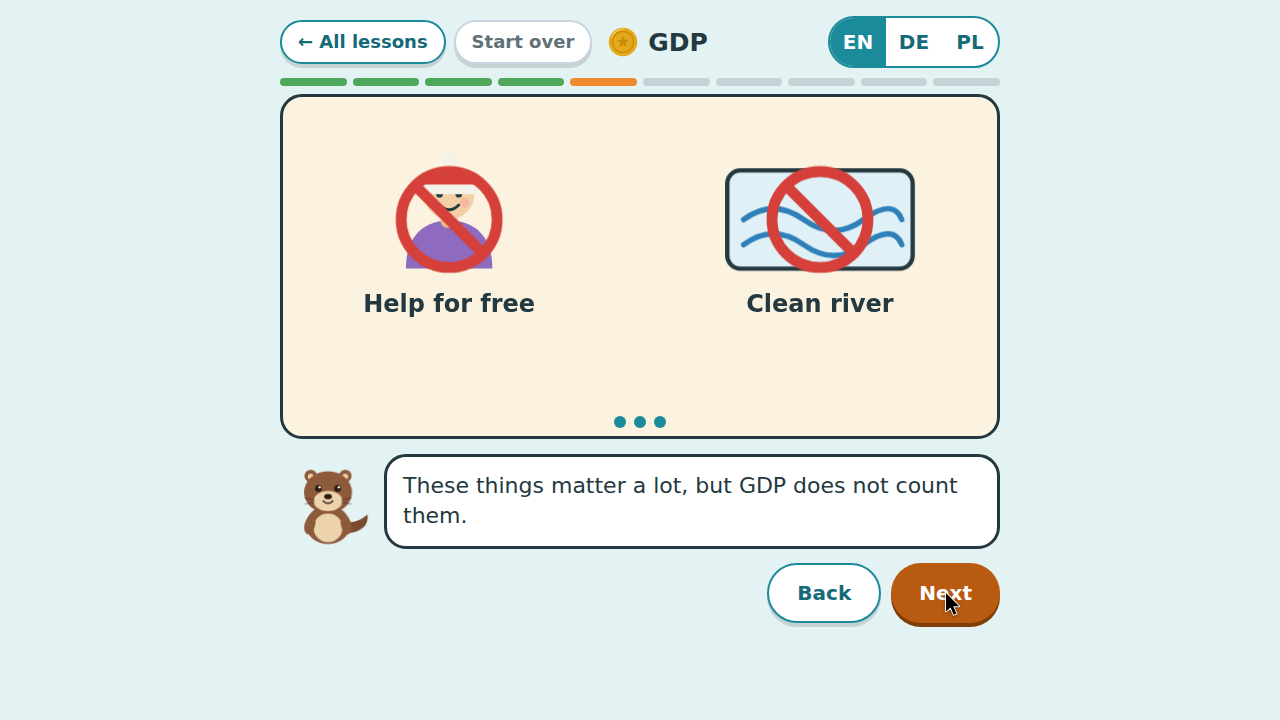 ← All lessons
Start over
GDP
EN
DE
PL
Help for free
Clean river
These things matter a lot, but GDP does not count
them.
Back
Next